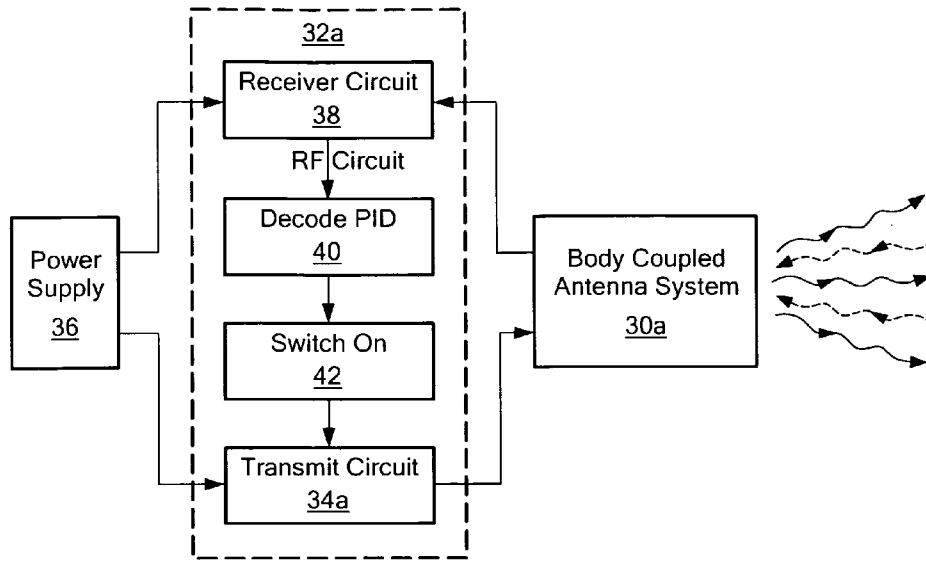 32a
Receiver Circuit
38
RF Circuit
Decode PID
40
Switch On
42
Transmit Circuit
34a
Power
Supply
36
Body Coupled
Antenna System
30a